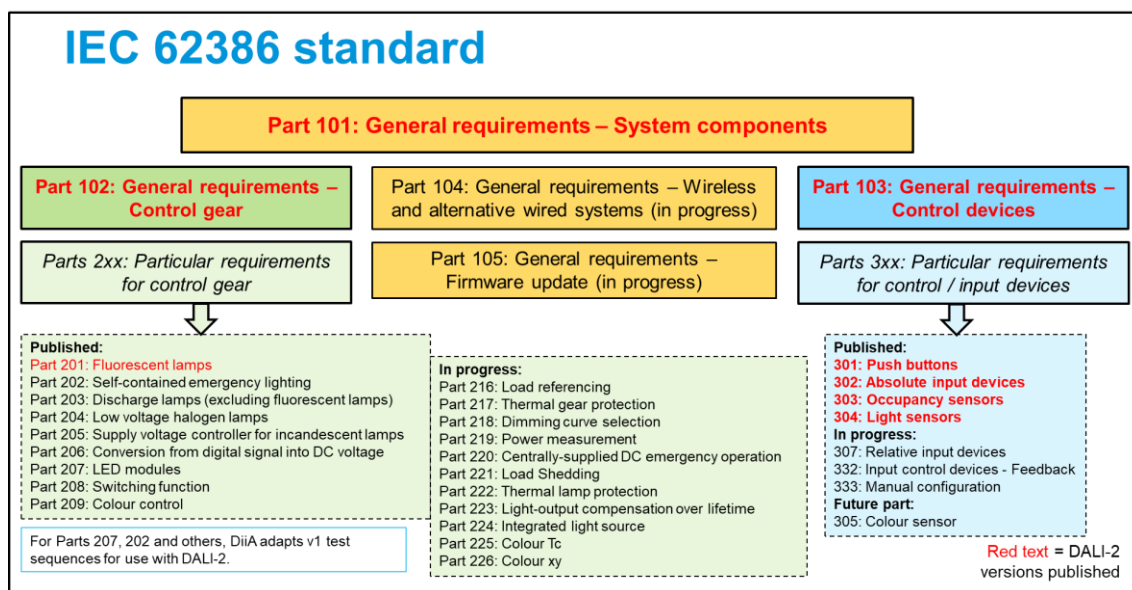 IEC 62386 standard
Part 101: General requirements – System components
Part 102: General requirements –
Control gear
Part 104: General requirements – Wireless
and alternative wired systems (in progress)
Part 103: General requirements –
Control devices
Parts 2xx: Particular requirements
for control gear
Part 105: General requirements –
Firmware update (in progress)
Parts 3xx: Particular requirements
for control / input devices
Published:
Part 201: Fluorescent lamps
Part 202: Self-contained emergency lighting
Part 203: Discharge lamps (excluding fluorescent lamps)
Part 204: Low voltage halogen lamps
Part 205: Supply voltage controller for incandescent lamps
Part 206: Conversion from digital signal into DC voltage
Part 207: LED modules
Part 208: Switching function
Part 209: Colour control
For Parts 207, 202 and others, DiiA adapts v1 test
sequences for use with DALI-2.
In progress:
Part 216: Load referencing
Part 217: Thermal gear protection
Part 218: Dimming curve selection
Part 219: Power measurement
Part 220: Centrally-supplied DC emergency operation
Part 221: Load Shedding
Part 222: Thermal lamp protection
Part 223: Light-output compensation over lifetime
Part 224: Integrated light source
Part 225: Colour Tc
Part 226: Colour xy
Published:
301: Push buttons
302: Absolute input devices
303: Occupancy sensors
304: Light sensors
In progress:
307: Relative input devices
332: Input control devices - Feedback
333: Manual configuration
Future part:
305: Colour sensor
Red text = DALI-2
versions published